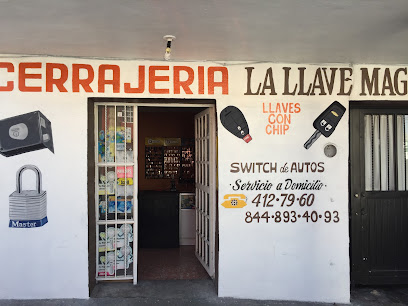 CERRAJERIA LA LLAVE MAG
LLAVES
CON
CHIP
SWITCH de AUTOS
Servicio a Domicilio
412•79•60
844•893•40•93
Master